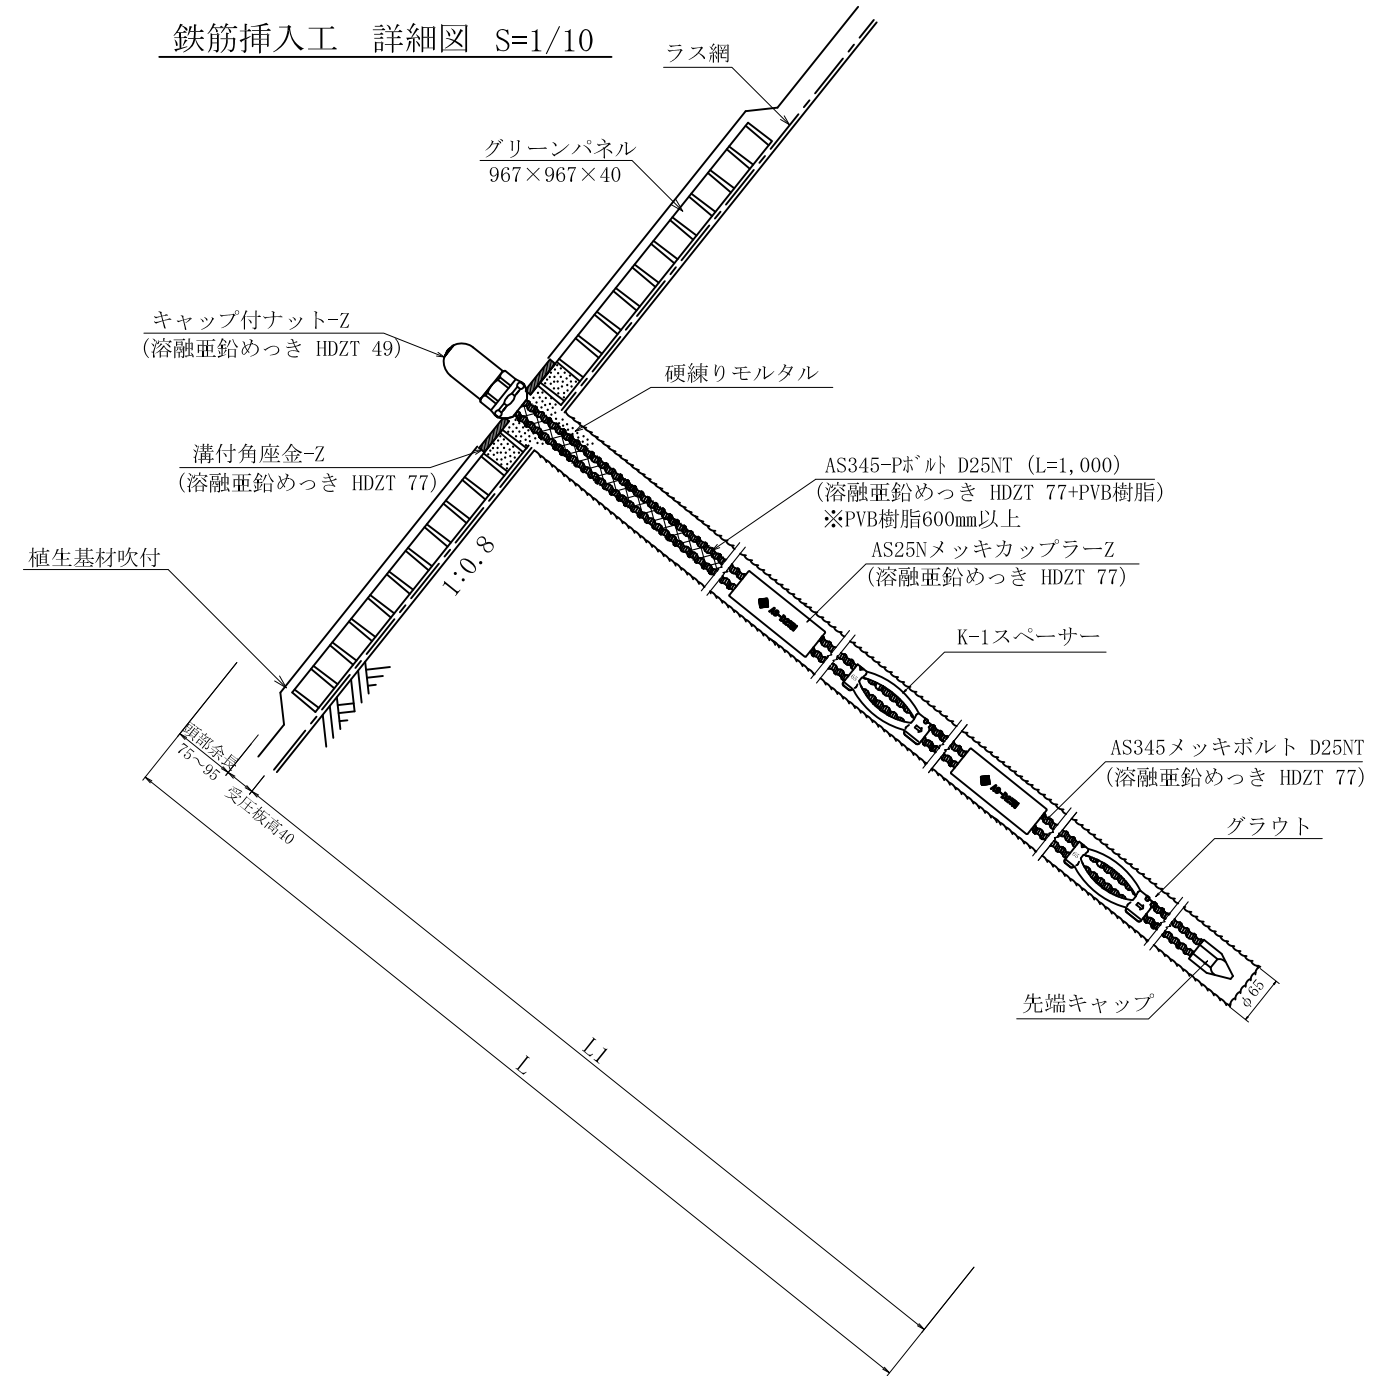 鉄筋挿入工　詳細図 S=1/10
ラス網
グリーンパネル
967×967×40
キャップ付ナット-Z
(溶融亜鉛めっき HDZT 49)
硬練りモルタル
溝付角座金-Z
(溶融亜鉛めっき HDZT 77)
AS345-Pボルト D25NT (L=1,000)
(溶融亜鉛めっき HDZT 77+PVB樹脂)
※PVB樹脂600mm以上
AS25NメッキカップラーZ
(溶融亜鉛めっき HDZT 77)
植生基材吹付
1:0.8
K-1スペーサー
AS345メッキボルト D25NT
(溶融亜鉛めっき HDZT 77)
グラウト
頭部余長
75～95
受圧板高40
先端キャップ
φ65
L1
L